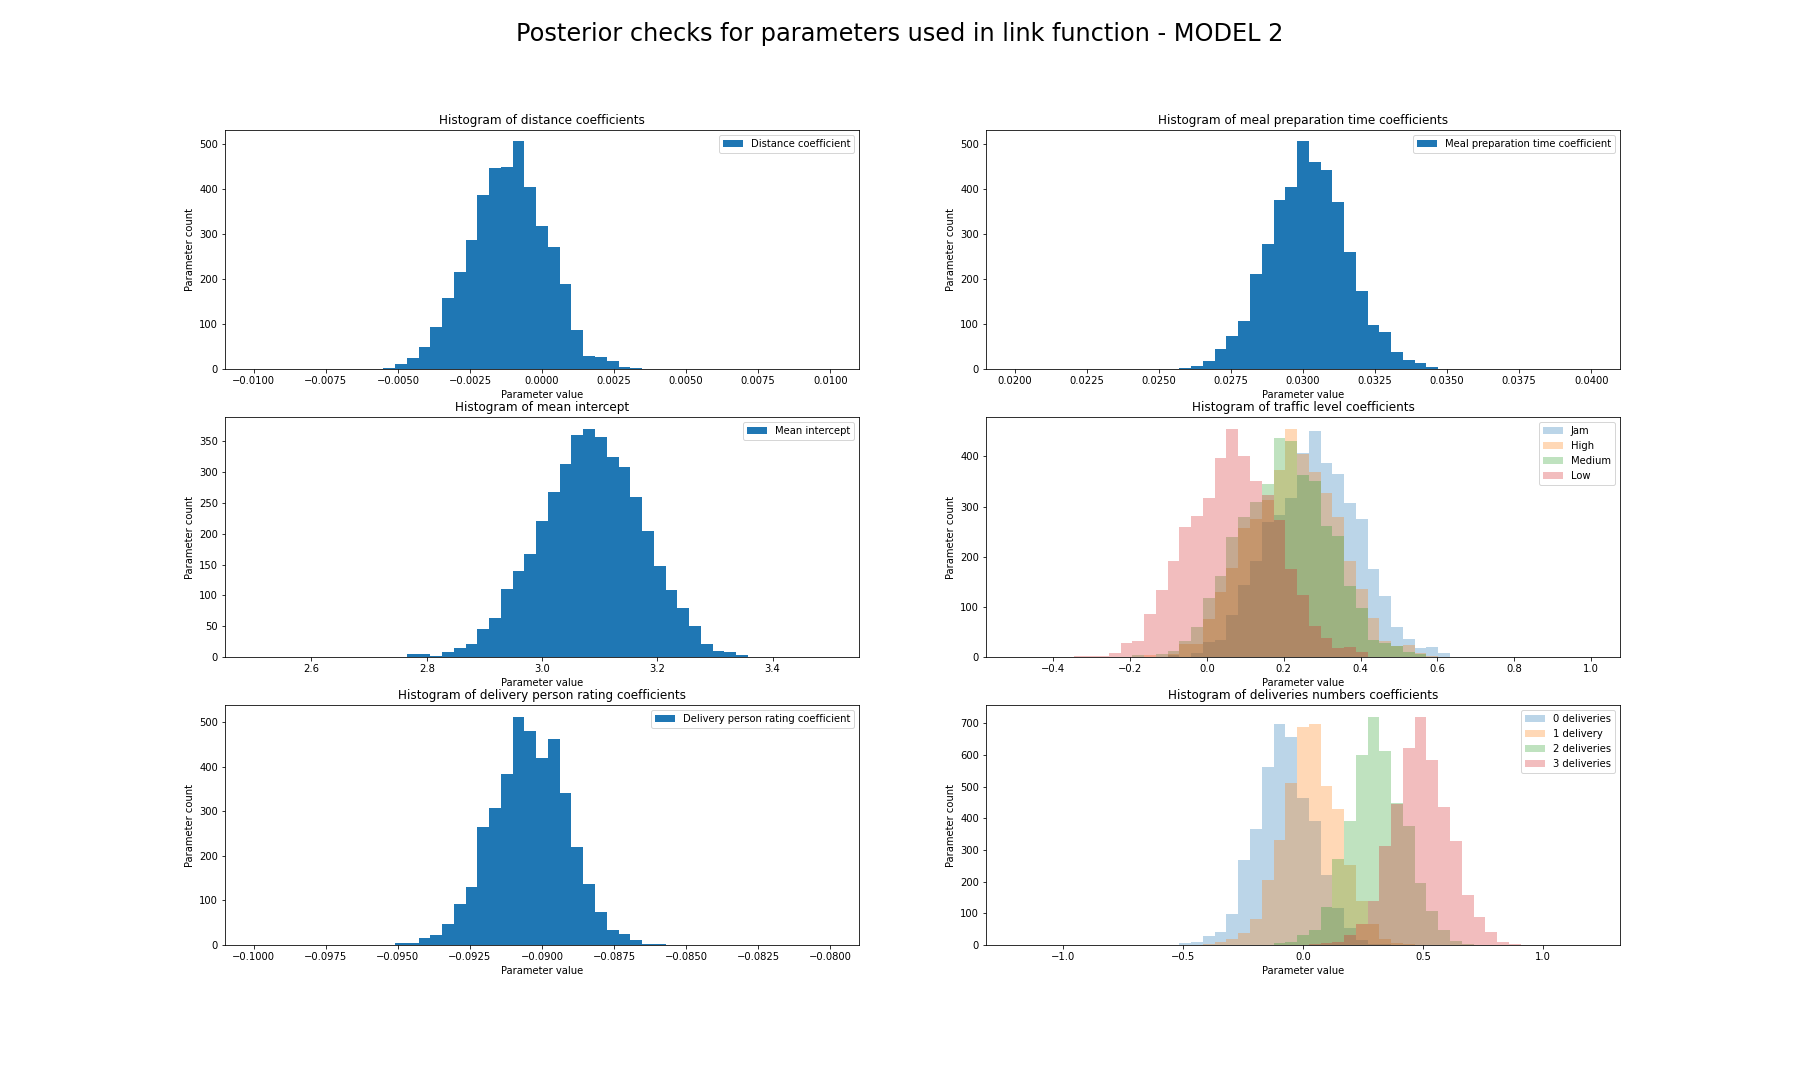 Posterior checks for parameters used in link function - MODEL 2
Histogram of distance coefficients
Distance coefficient
Parameter count
500
400
300
200
100
0
−0.0100 −0.0075 −0.0050 −0.0025 0.0000 0.0025 0.0050 0.0075 0.0100
Parameter value
Histogram of meal preparation time coefficients
Meal preparation time coefficient
Parameter count
500
400
300
200
100
0
0.0200 0.0225 0.0250 0.0275 0.0300 0.0325 0.0350 0.0375 0.0400
Parameter value
Histogram of mean intercept
Mean intercept
Parameter count
350
300
250
200
150
100
50
0
2.6 2.8 3.0 3.2 3.4
Parameter value
Histogram of traffic level coefficients
Jam
High
Medium
Low
Parameter count
400
300
200
100
0
−0.4 −0.2 0.0 0.2 0.4 0.6 0.8 1.0
Parameter value
Histogram of delivery person rating coefficients
Delivery person rating coefficient
Parameter count
500
400
300
200
100
0
−0.1000 −0.0975 −0.0950 −0.0925 −0.0900 −0.0875 −0.0850 −0.0825 −0.0800
Parameter value
Histogram of deliveries numbers coefficients
0 deliveries
1 delivery
2 deliveries
3 deliveries
Parameter count
700
600
500
400
300
200
100
0
−1.0 −0.5 0.0 0.5 1.0
Parameter value